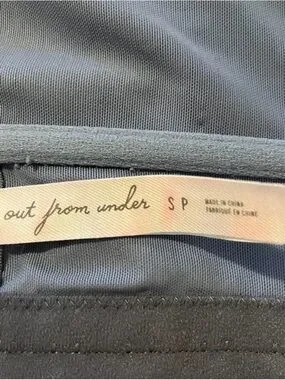 out from under S P MADE IN CHINA
FABRIQUÉ EN CHINE